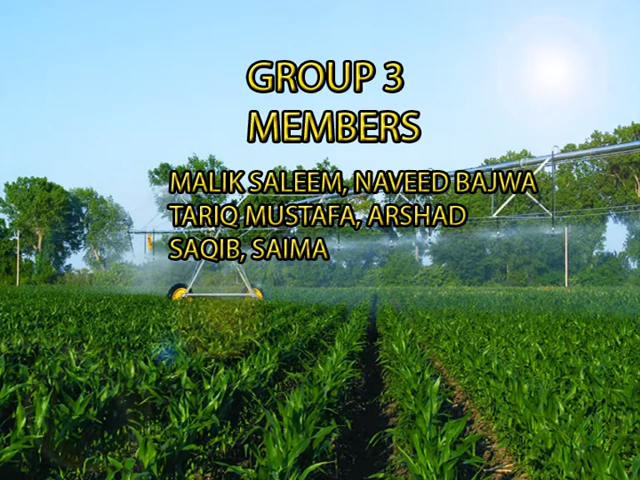 GROUP 3
MEMBERS
MALIK SALEEM, NAVEED BAJWA
TARIQ MUSTAFA, ARSHAD
SAQIB, SAIMA